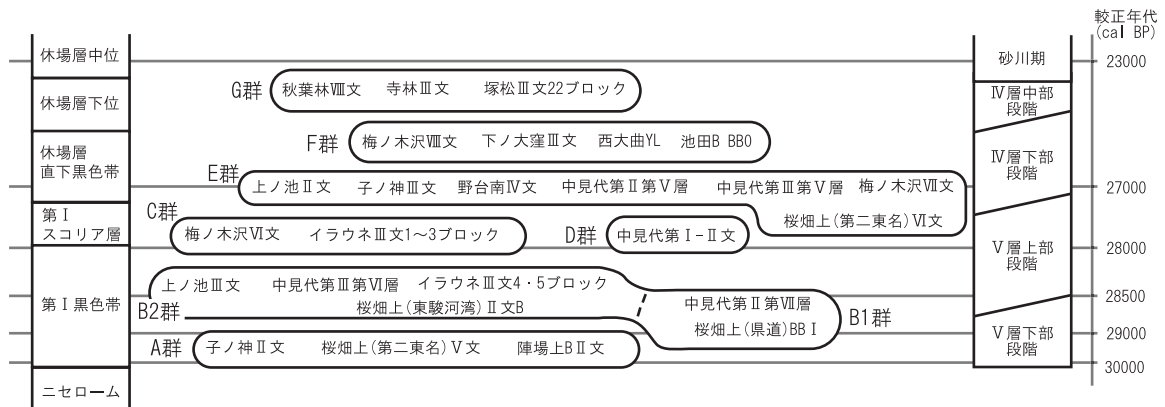 較正年代
(cal BP)
休場層中位
砂川期
23000
G群
秋葉林Ⅷ文 寺林Ⅲ文 塚松Ⅲ文22ブロック
休場層下位
Ⅳ層中部
段階
F群
梅ノ木沢Ⅷ文 下ノ大窪Ⅲ文 西大曲YL 池田B BB0
休場層
直下黒色帯
Ⅳ層下部
段階
E群
上ノ池Ⅱ文 子ノ神Ⅲ文 野台南Ⅳ文 中見代第Ⅱ第Ⅴ層 中見代第Ⅲ第Ⅴ層 梅ノ木沢Ⅶ文
27000
桜畑上(第二東名)Ⅵ文
第Ⅰ
スコリア層
C群
梅ノ木沢Ⅵ文 イラウネⅢ文1~3ブロック
D群
中見代第Ⅰ-Ⅱ文
28000
Ⅴ層上部
段階
第Ⅰ黒色帯
上ノ池Ⅲ文 中見代第Ⅲ第Ⅵ層 イラウネⅢ文4・5ブロック
28500
B2群
桜畑上(東駿河湾)Ⅱ文B
中見代第Ⅱ第Ⅶ層
桜畑上(県道)BBⅠ
B1群
29000
Ⅴ層下部
段階
A群
子ノ神Ⅱ文 桜畑上(第二東名)Ⅴ文 陣場上BⅡ文
30000
ニセローム